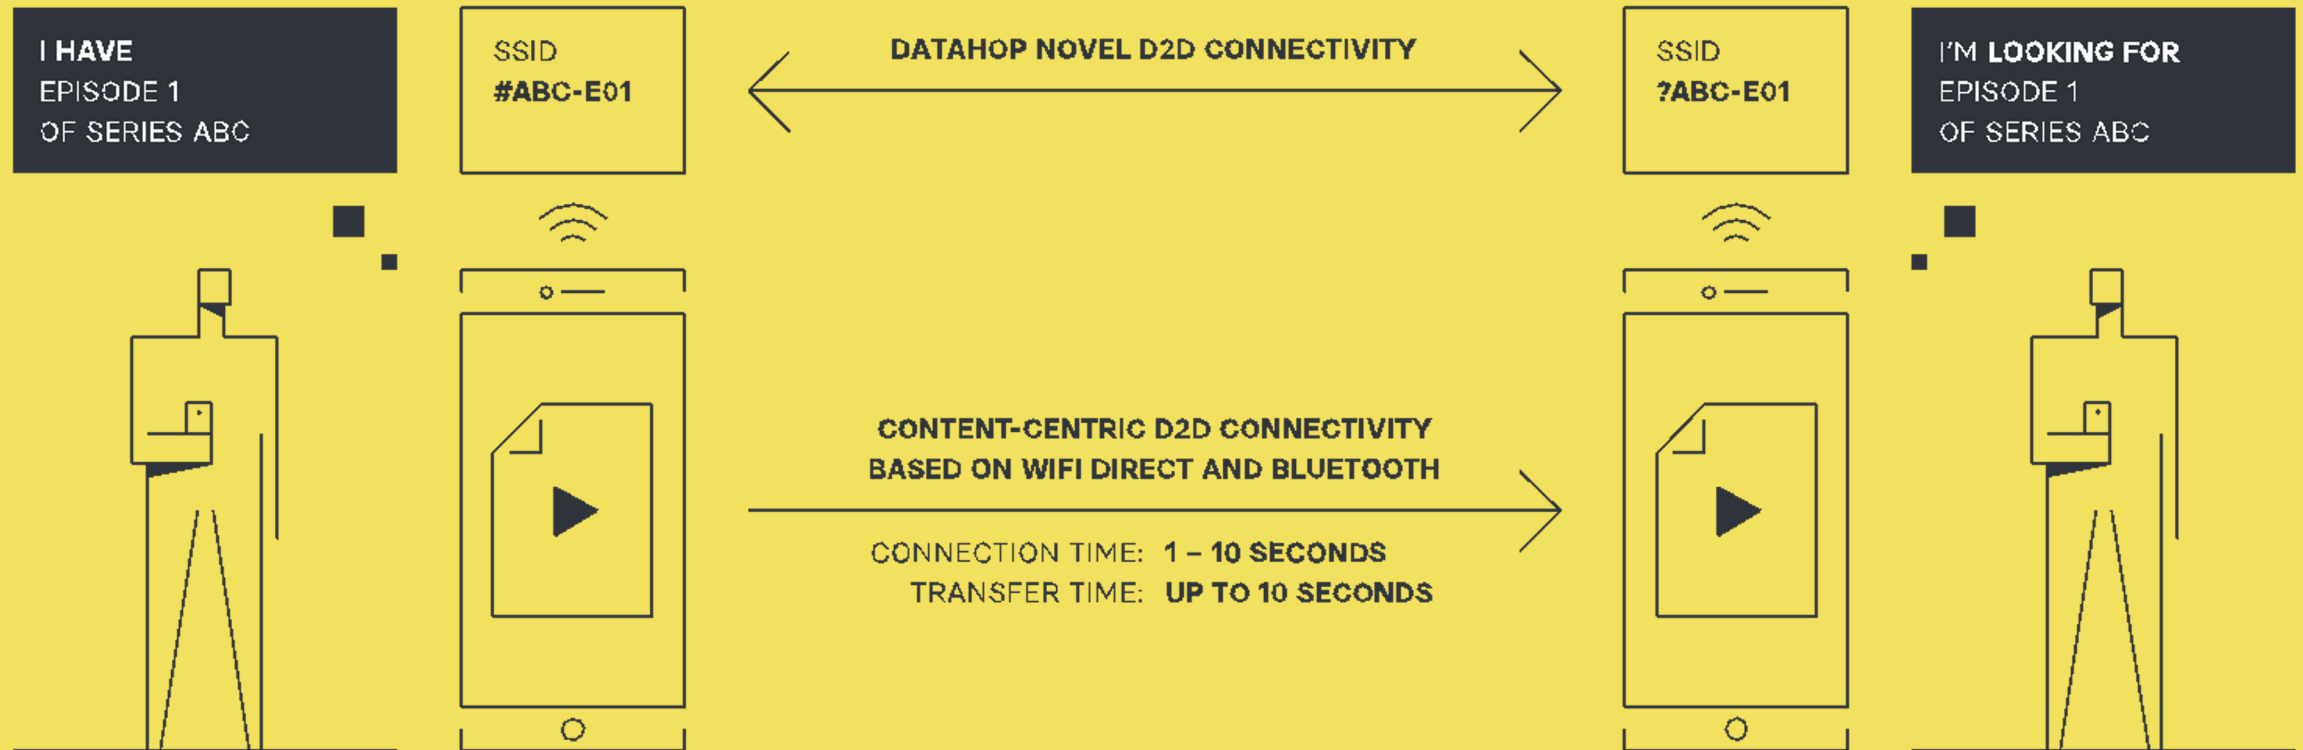 I HAVE
EPISODE 1
OF SERIES ABC
SSID
#ABC-E01
DATAHOP NOVEL D2D CONNECTIVITY
SSID
?ABC-E01
I'M LOOKING FOR
EPISODE 1
OF SERIES ABC
CONTENT-CENTRIC D2D CONNECTIVITY
BASED ON WIFI DIRECT AND BLUETOOTH
CONNECTION TIME: 1 – 10 SECONDS
TRANSFER TIME: UP TO 10 SECONDS